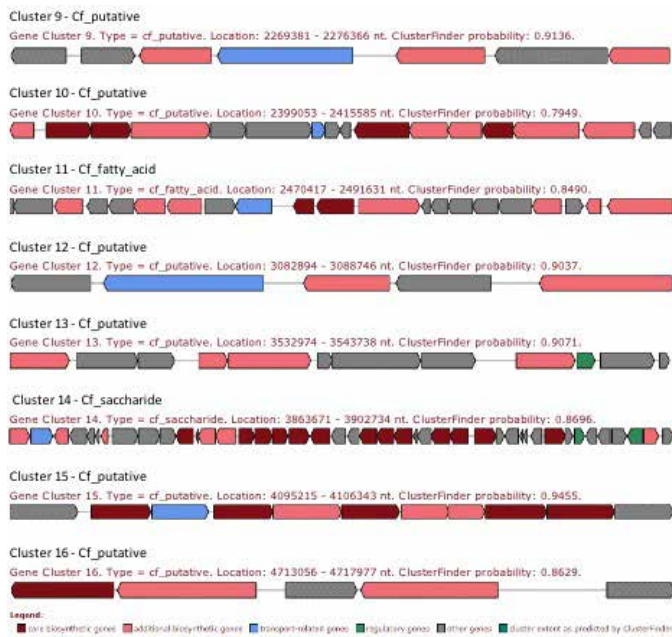 Cluster 9 - Cf_putative
Gene Cluster 9. Type = cf_putative. Location: 2269381 - 2276366 nt. ClusterFinder probability: 0.9136.
Cluster 10 - Cf_putative
Gene Cluster 10. Type = cf_putative. Location: 2399053 - 2415585 nt. ClusterFinder probability: 0.7949.
Cluster 11 - Cf_fatty_acid
Gene Cluster 11. Type = cf_fatty_acid. Location: 2470417 - 2491631 nt. ClusterFinder probability: 0.8490.
Cluster 12 - Cf_putative
Gene Cluster 12. Type = cf_putative. Location: 3082894 - 3088746 nt. ClusterFinder probability: 0.9037.
Cluster 13 - Cf_putative
Gene Cluster 13. Type = cf_putative. Location: 3532974 - 3543738 nt. ClusterFinder probability: 0.9071.
Cluster 14 - Cf_saccharide
Gene Cluster 14. Type = cf_saccharide. Location: 3863671 - 3902734 nt. ClusterFinder probability: 0.8696.
Cluster 15 - Cf_putative
Gene Cluster 15. Type = cf_putative. Location: 4095215 - 4106343 nt. ClusterFinder probability: 0.9455.
Cluster 16 - Cf_putative
Gene Cluster 16. Type = cf_putative. Location: 4713056 - 4717977 nt. ClusterFinder probability: 0.8629.
Legend:
core biosynthetic genes additional biosynthetic genes transport-related genes regulatory genes other genes cluster extent as predicted by ClusterFinder